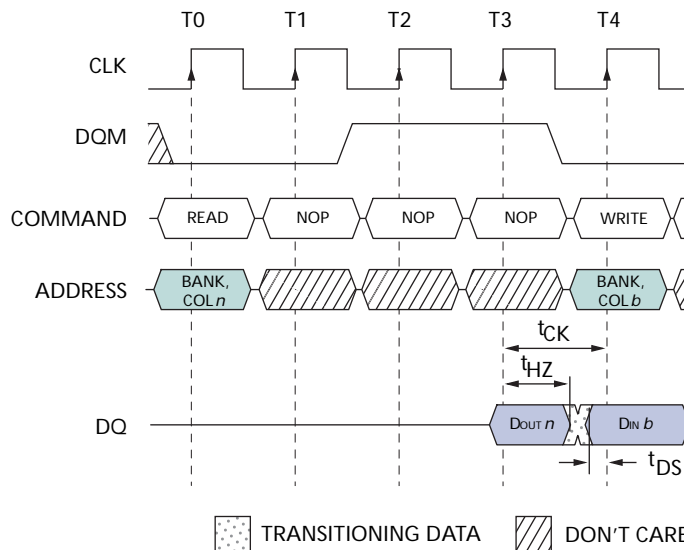 T0 T1 T2 T3 T4
CLK
DQM
COMMAND READ NOP NOP NOP WRITE
ADDRESS BANK, COL n BANK, COL b
tCK
tHZ
DQ DOUT n DIN b
tDS
TRANSITIONING DATA DON'T CARE